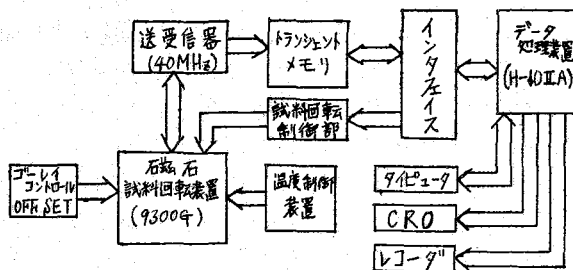 送受信器
(40MHz)
トランジェント
メモリ
インタフェイス
データ
処理装置
(H-40ⅡA)
試料回転
制御部
ゴーレイ
コントロール
OFF SET
磁石
試料回転装置
(9300G)
温度制御
装置
タイピュータ
CRO
レコーダ